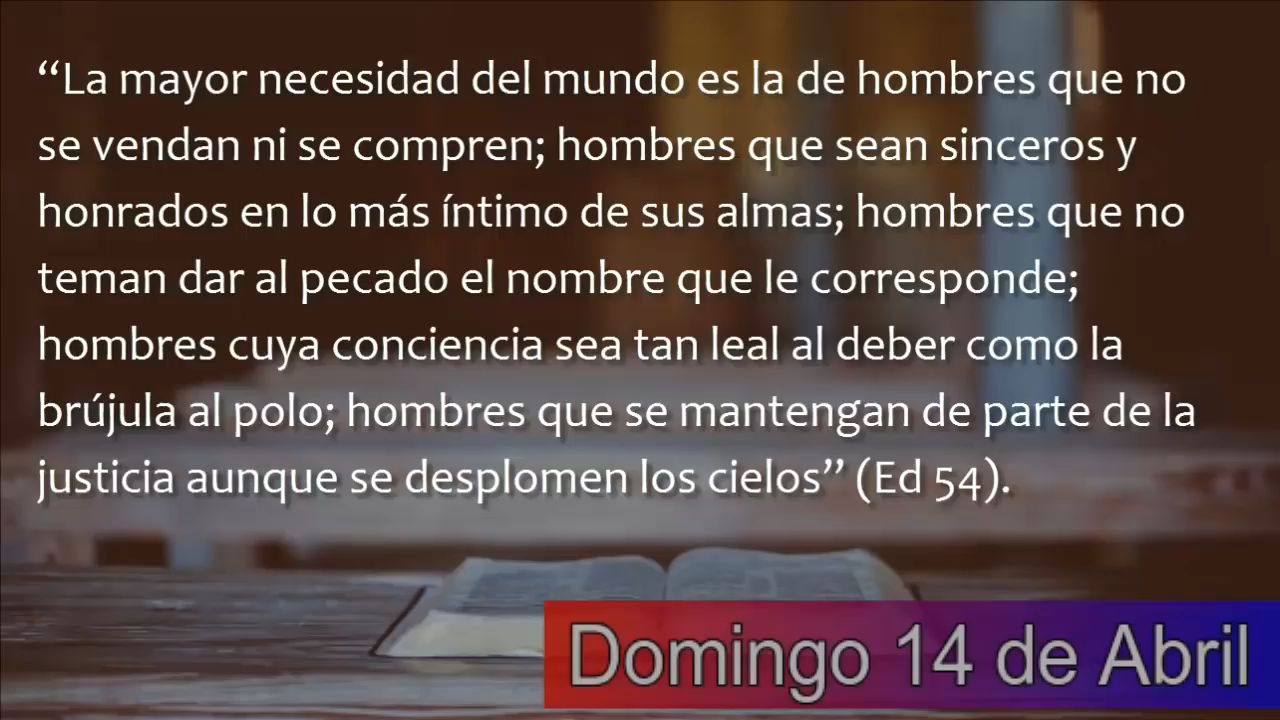 “La mayor necesidad del mundo es la de hombres que no
se vendan ni se compren; hombres que sean sinceros y
honrados en lo más íntimo de sus almas; hombres que no
teman dar al pecado el nombre que le corresponde;
hombres cuya conciencia sea tan leal al deber como la
brújula al polo; hombres que se mantengan de parte de la
justicia aunque se desplomen los cielos” (Ed 54).
Domingo 14 de Abril